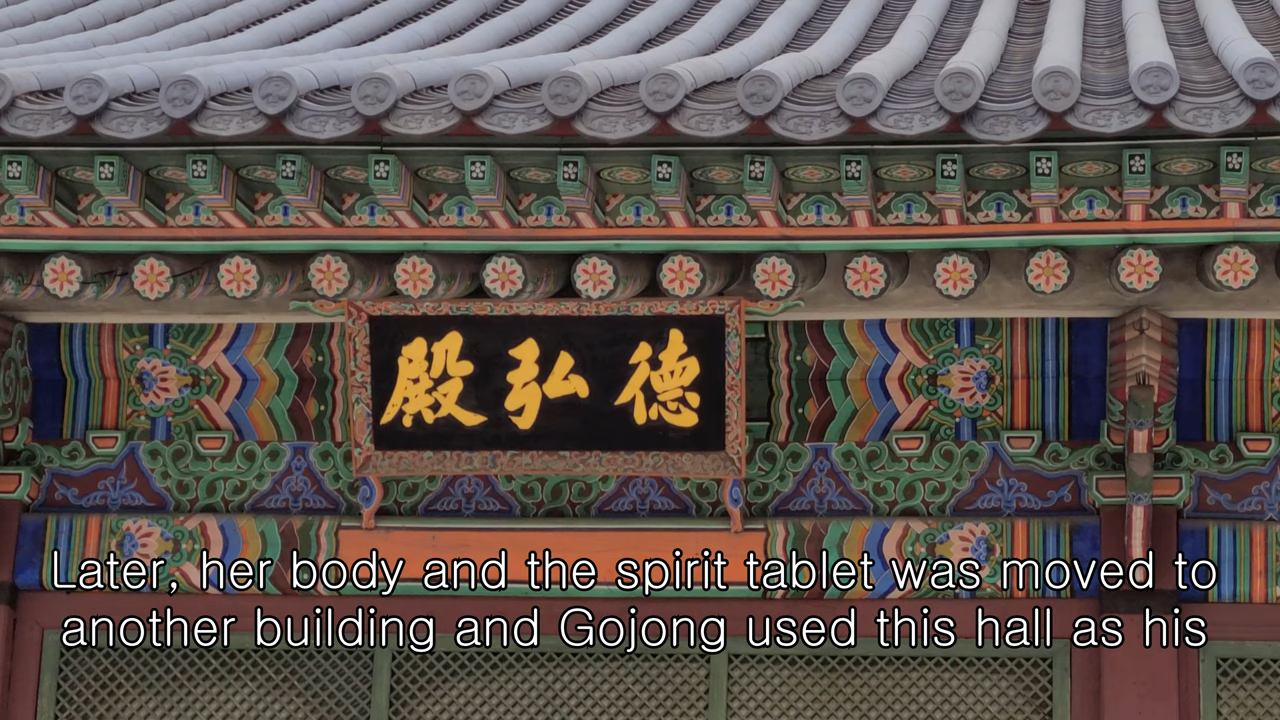 德弘殿
Later, her body and the spirit tablet was moved to
another building and Gojong used this hall as his